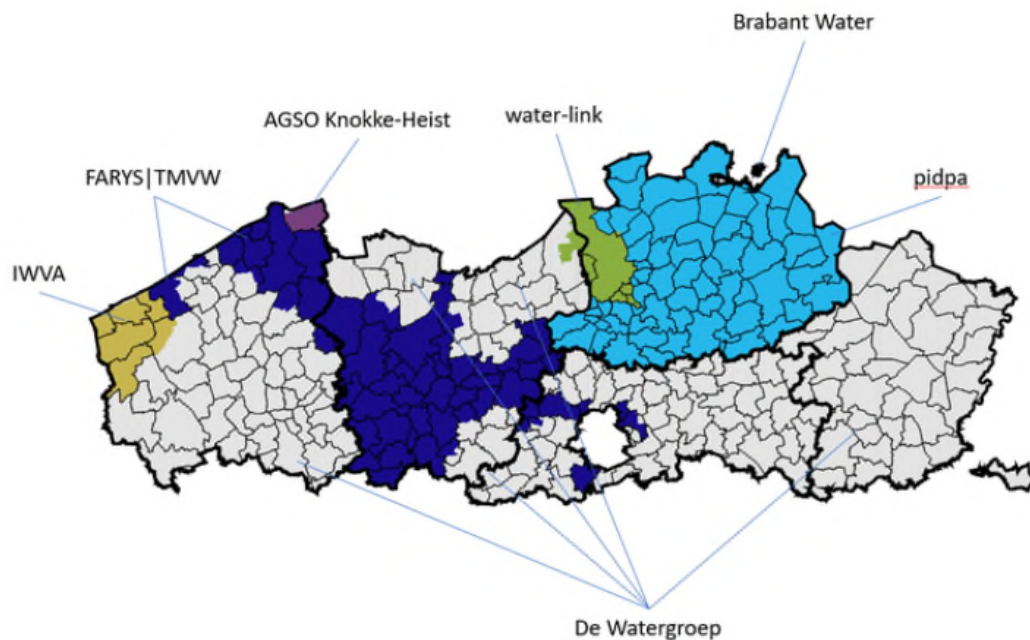 Brabant Water
AGSO Knokke-Heist
water-link
FARYS|TMVW
pidpa
IWVA
De Watergroep